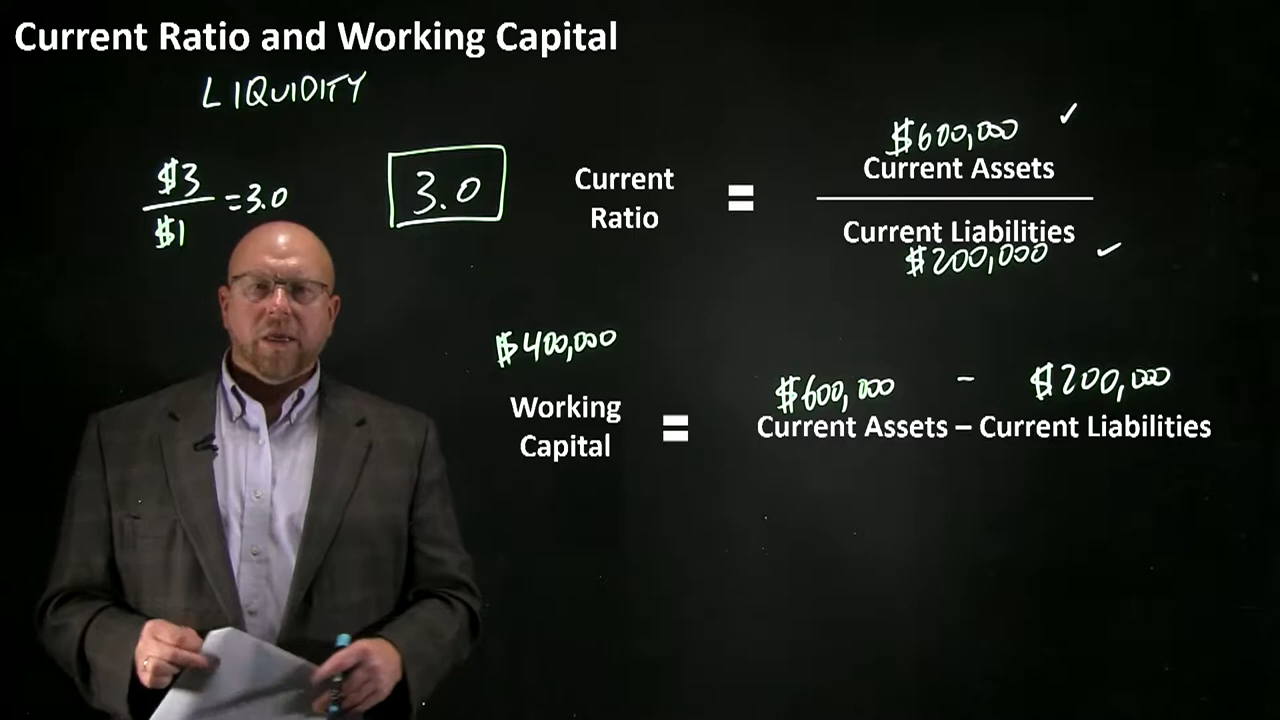 Current Ratio and Working Capital
LIQUIDITY
$3
$1
=3.0
3.0
Current
Ratio
=
$600,000 ✓
Current Assets
Current Liabilities
$200,000 ✓
$400,000
Working
Capital
=
$600,000 - $200,000
Current Assets – Current Liabilities